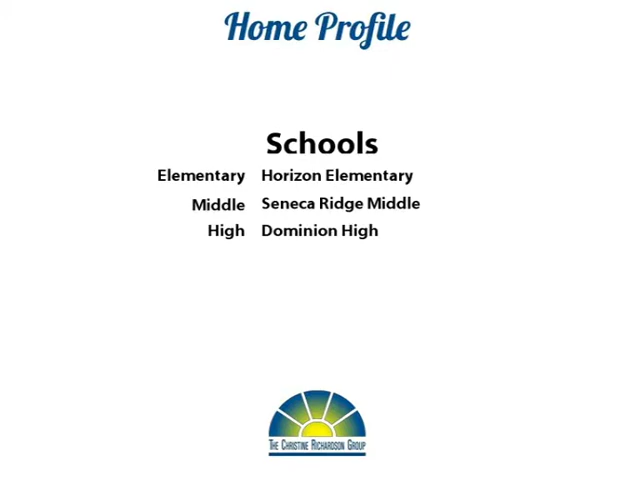 Home Profile
Schools
Elementary Horizon Elementary
Middle Seneca Ridge Middle
High Dominion High
The Christine Richardson Group